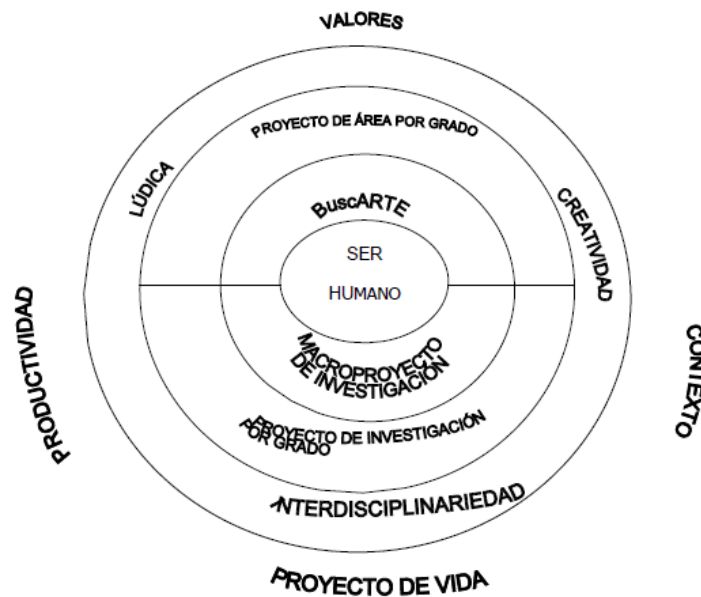 VALORES
PROYECTO DE ÁREA POR GRADO
LÚDICA
CREATIVIDAD
BuscARTE
SER
HUMANO
PRODUCTIVIDAD
CONTEXTO
MACROPROYECTO
DE INVESTIGACIÓN
PROYECTO DE INVESTIGACIÓN
POR GRADO
INTERDISCIPLINARIEDAD
PROYECTO DE VIDA